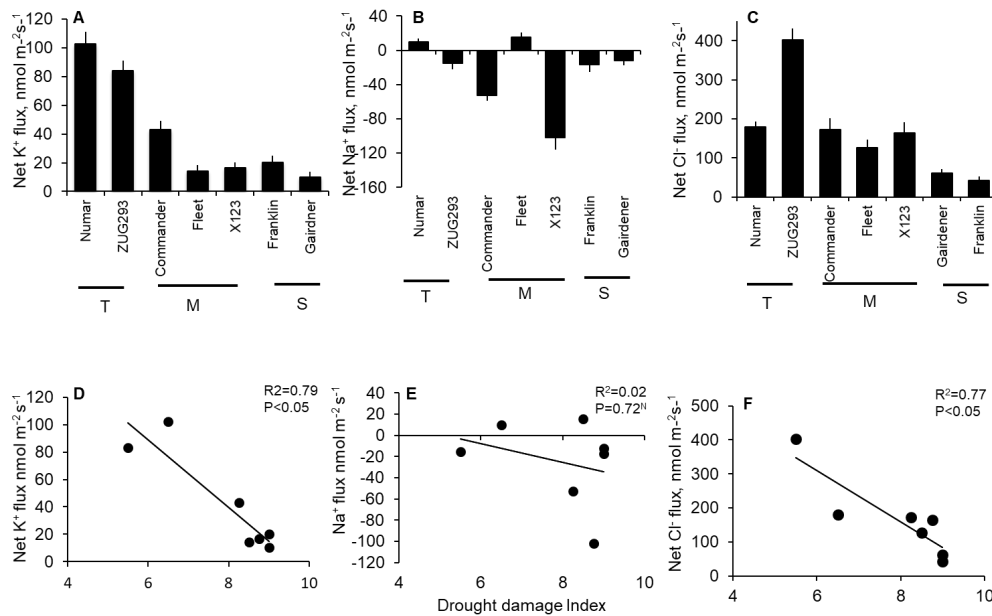 A
Net K⁺ flux, nmol m⁻²s⁻¹
120
100
80
60
40
20
0
Numar
ZUG293
Commander
Fleet
X123
Franklin
Gairdner
T
M
S
B
Net Na⁺ flux, nmol m⁻²s⁻¹
40
0
-40
-80
-120
-160
Numar
ZUG293
Commander
Fleet
X123
Franklin
Gairdener
T
M
S
C
Net Cl⁻ flux, nmol m⁻²s⁻¹
400
300
200
100
0
Numar
ZUG293
Commander
Fleet
X123
Gairdener
Franklin
T
M
S
D
R2=0.79
P<0.05
Net K⁺ flux nmol m⁻² s⁻¹
120
100
80
60
40
20
0
4
6
8
10
E
R²=0.02
P=0.72ᴺ
Na⁺ flux nmol m⁻² s⁻¹
40
20
0
-20
-40
-60
-80
-100
-120
4
6
8
10
Drought damage Index
F
R²=0.77
P<0.05
Net Cl⁻ flux, nmol m⁻²s⁻¹
500
400
300
200
100
0
4
6
8
10